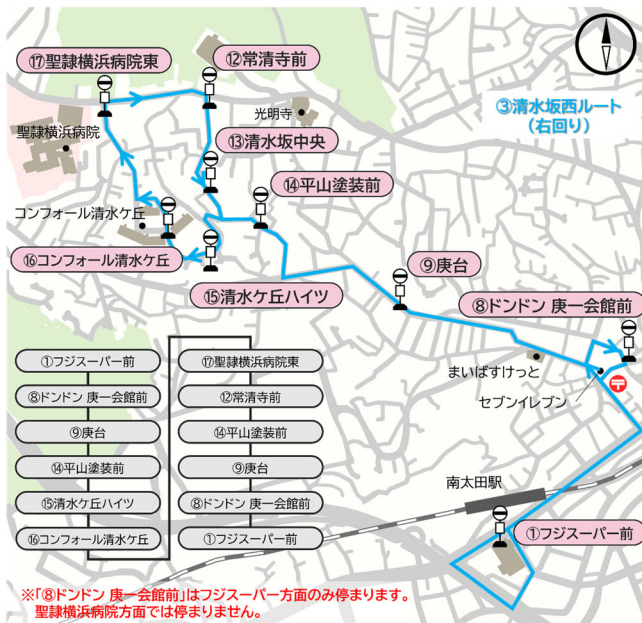 ⑰聖隷横浜病院東
⑫常清寺前
③清水坂西ルート
（右回り）
光明寺
聖隷横浜病院
⑬清水坂中央
⑭平山塗装前
コンフォール清水ケ丘
⑯コンフォール清水ケ丘
⑨庚台
⑮清水ケ丘ハイツ
⑧ドンドン 庚一会館前
まいばすけっと
セブンイレブン
南太田駅
①フジスーパー前
①フジスーパー前
⑧ドンドン 庚一会館前
⑨庚台
⑭平山塗装前
⑮清水ケ丘ハイツ
⑯コンフォール清水ケ丘
⑰聖隷横浜病院東
⑫常清寺前
⑭平山塗装前
⑨庚台
⑧ドンドン 庚一会館前
①フジスーパー前
※「⑧ドンドン 庚一会館前」はフジスーパー方面のみ停まります。
聖隷横浜病院方面では停まりません。